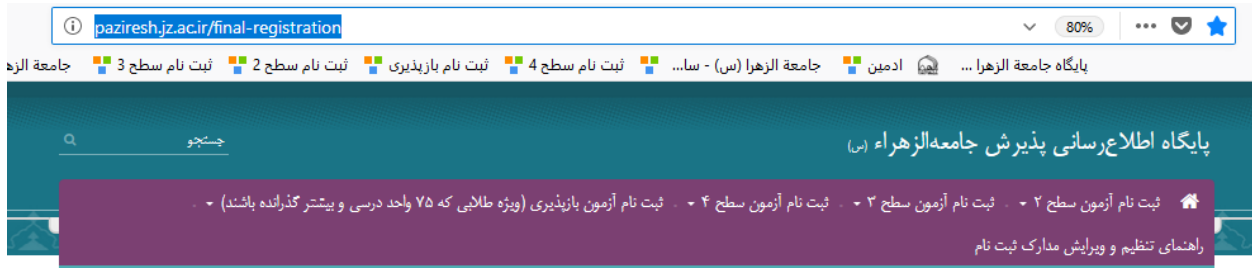 paziresh.jz.ac.ir/final-registration 80%
پایگاه جامعة الزهرا ... ادمین جامعة الزهرا (س) - سا... ثبت نام سطح 4 ثبت نام بازپذیری ثبت نام سطح 2 ثبت نام سطح 3 جامعة الزه
پایگاه اطلاع‌رسانی پذیرش جامعه‌الزهراء (س) جستجو
ثبت نام آزمون سطح ۲ ثبت نام آزمون سطح ۳ ثبت نام آزمون سطح ۴ ثبت نام آزمون بازپذیری (ویژه طلابی که ۷۵ واحد درسی و بیشتر گذرانده باشند)
راهنمای تنظیم و ویرایش مدارک ثبت نام